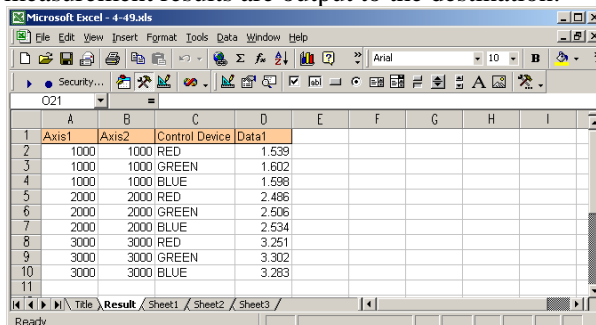 measurement results are output to the destination.
Microsoft Excel - 4-49.xls
File Edit View Insert Format Tools Data Window Help
Arial 10 B
Security...
O21 =
A B C D E F G H I
1 Axis1 Axis2 Control Device Data1
2 1000 1000 RED 1.539
3 1000 1000 GREEN 1.602
4 1000 1000 BLUE 1.598
5 2000 2000 RED 2.486
6 2000 2000 GREEN 2.506
7 2000 2000 BLUE 2.534
8 3000 3000 RED 3.251
9 3000 3000 GREEN 3.302
10 3000 3000 BLUE 3.283
11
Title Result Sheet1 Sheet2 Sheet3
Ready